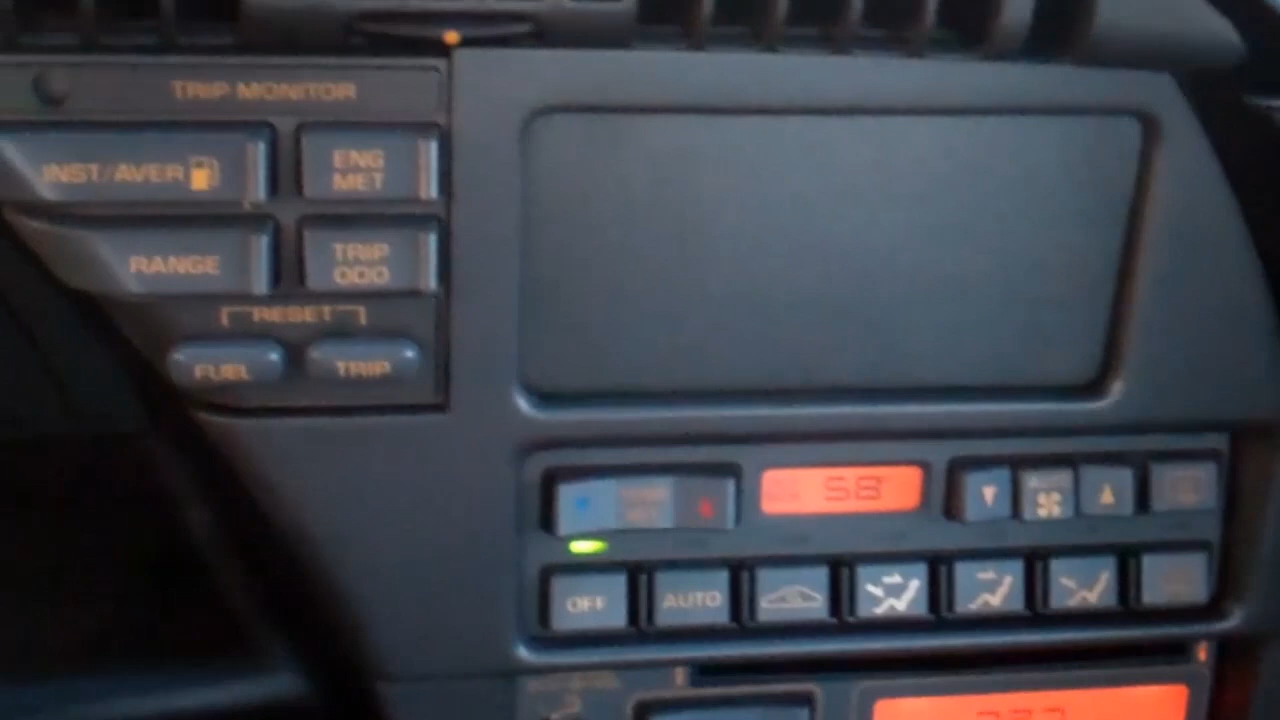 TRIP MONITOR
INST/AVER
ENG
MET
RANGE
TRIP
ODO
RESET
FUEL
TRIP
58°
OFF
AUTO